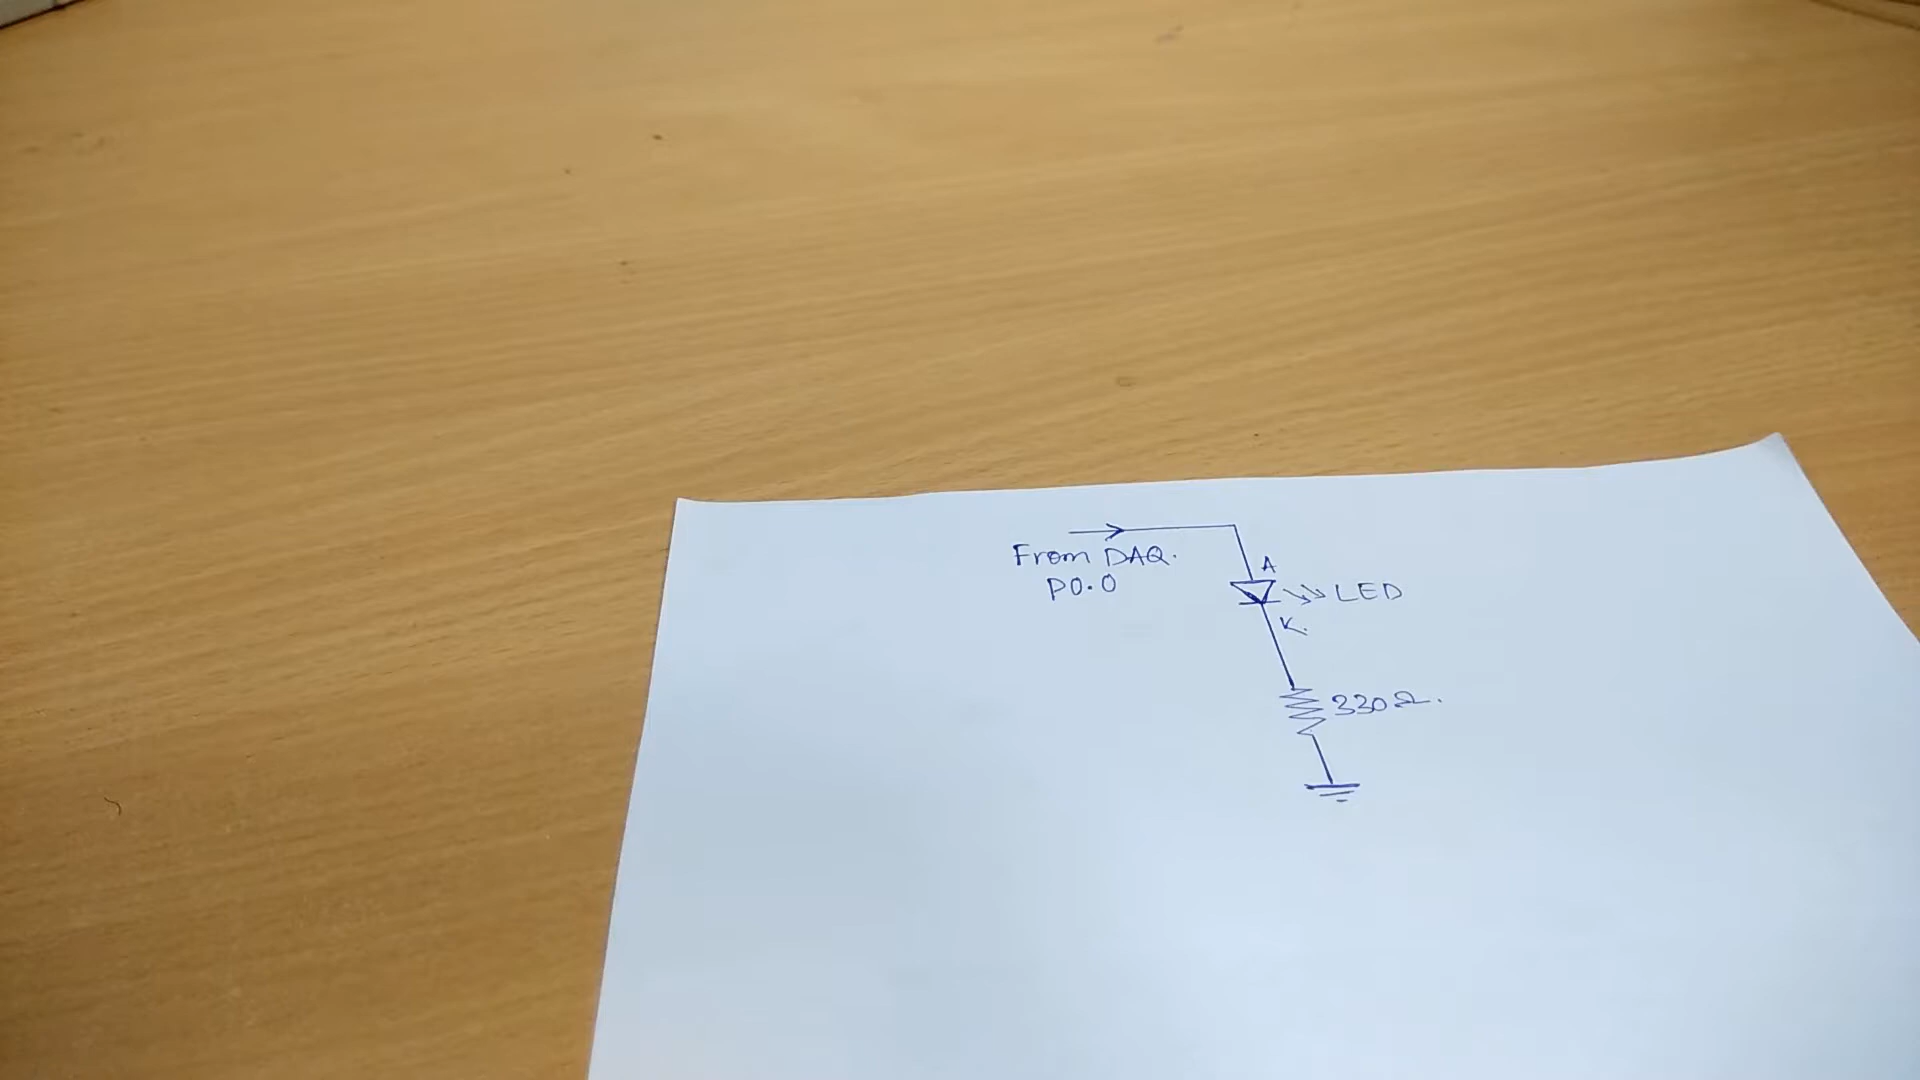 From DAQ.
P0.0
A
LED
K.
330Ω.